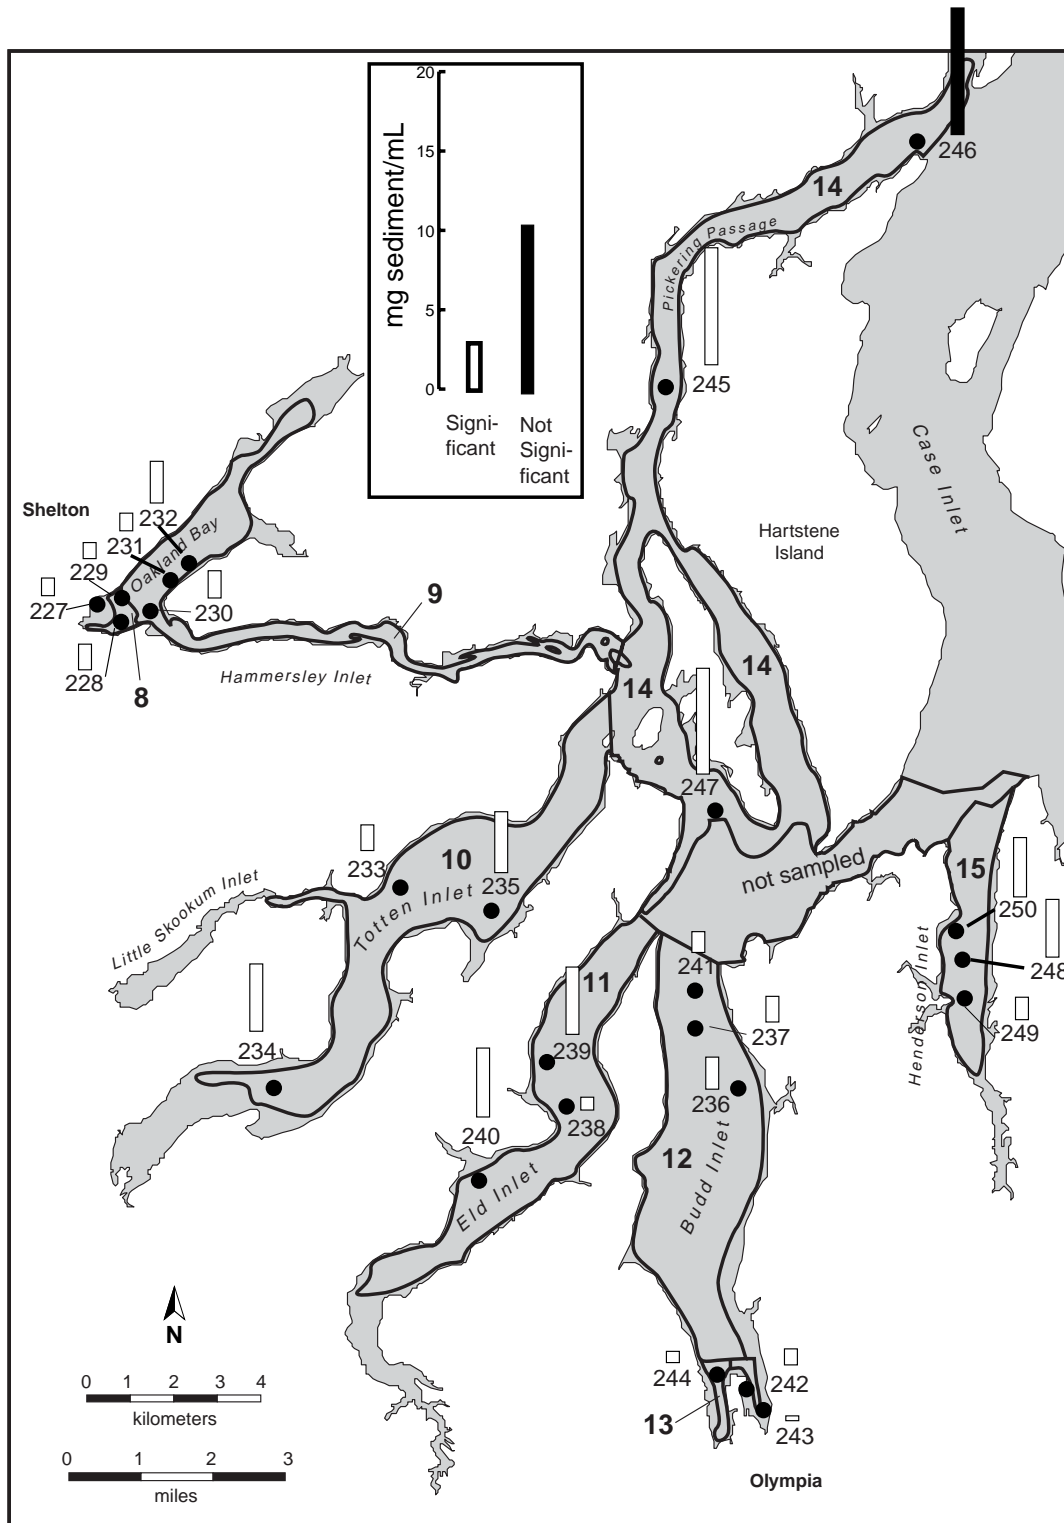 20
15
10
5
0
mg sediment/mL
Signi-
ficant
Not
Signi-
ficant
246
14
Pickering Passage
245
Case Inlet
Hartstene
Island
Shelton
232
231
229
227
Oakland Bay
230
228
8
9
Hammersley Inlet
14
14
247
not sampled
233
10
235
Totten Inlet
Little Skookum Inlet
234
11
239
238
240
Eld Inlet
241
237
236
12
Budd Inlet
15
250
248
249
Henderson Inlet
244
242
13
243
Olympia
N
0 1 2 3 4
kilometers
0 1 2 3
miles